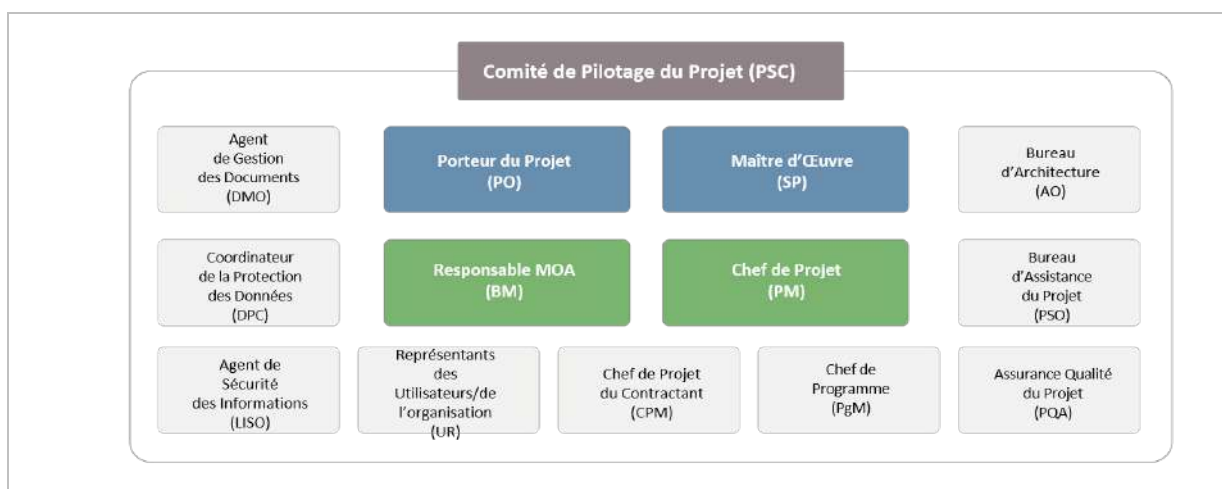 Comité de Pilotage du Projet (PSC)
Agent
de Gestion
des Documents
(DMO)
Porteur du Projet
(PO)
Maître d’Œuvre
(SP)
Bureau
d’Architecture
(AO)
Coordinateur
de la Protection
des Données
(DPC)
Responsable MOA
(BM)
Chef de Projet
(PM)
Bureau
d’Assistance
du Projet
(PSO)
Agent de
Sécurité
des Informations
(LISO)
Représentants
des
Utilisateurs/de
l’organisation
(UR)
Chef de Projet
du Contractant
(CPM)
Chef de
Programme
(PgM)
Assurance Qualité
du Projet
(PQA)